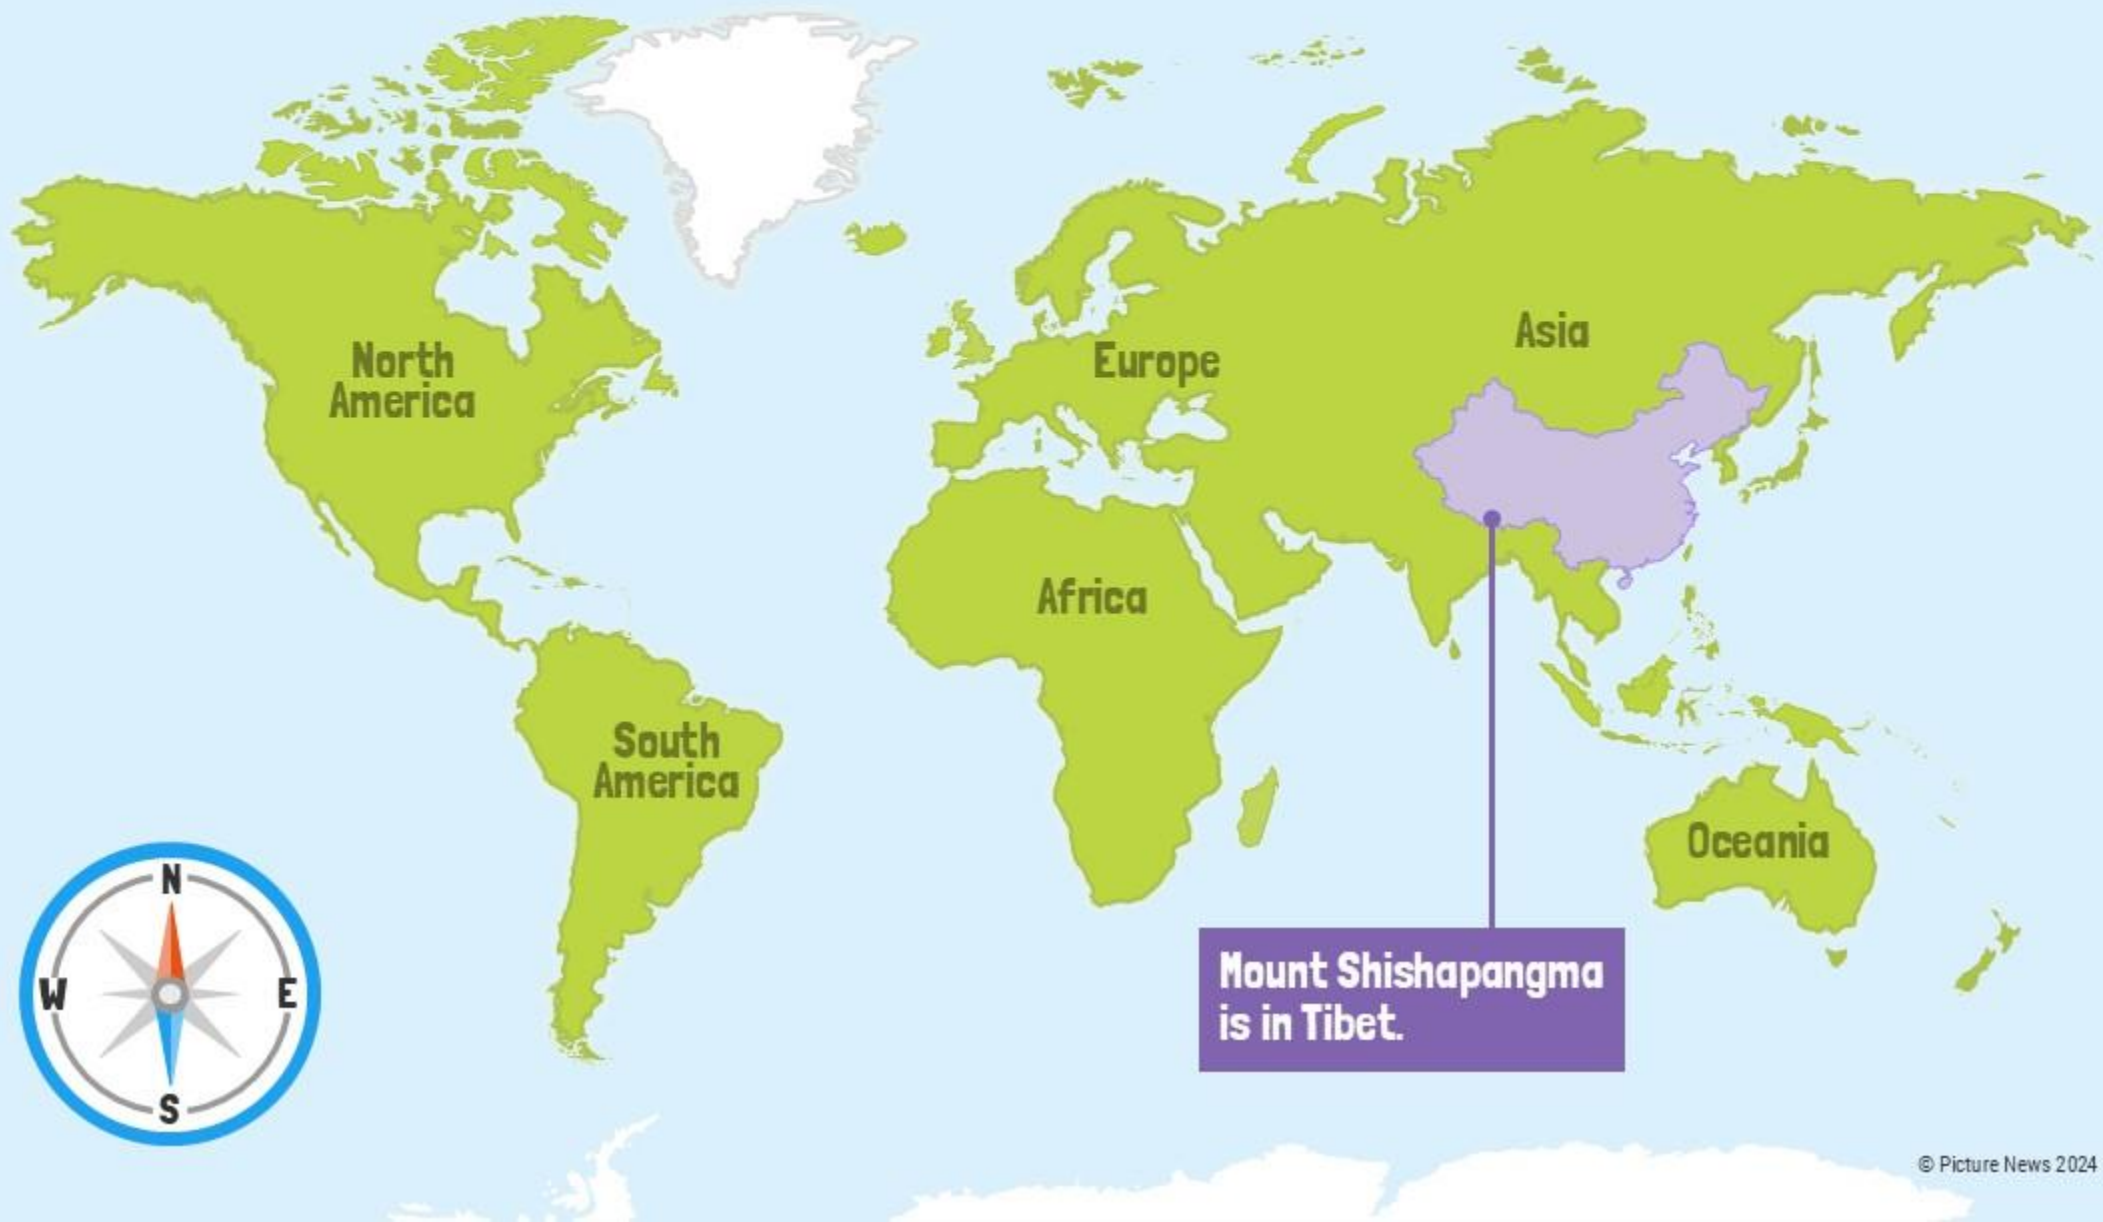 North
America
Europe
Asia
Africa
South
America
Oceania
N
W
E
S
Mount Shishapangma
is in Tibet.
© Picture News 2024